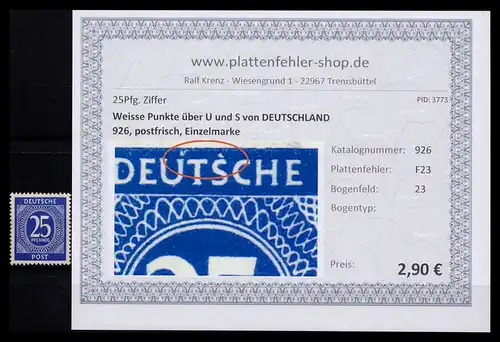 www.plattenfehler-shop.de
Ralf Krenz - Wiesengrund 1 - 22967 Tremsbüttel
25Pfg. Ziffer
PID: 3773
Weisse Punkte über U und S von DEUTSCHLAND
926, postfrisch, Einzelmarke
DEUTSCHE
25
Katalognummer: 926
Plattenfehler: F23
Bogenfeld: 23
Bogentyp:
Preis: 2,90 €
DEUTSCHE
25
PFENNIG
POST